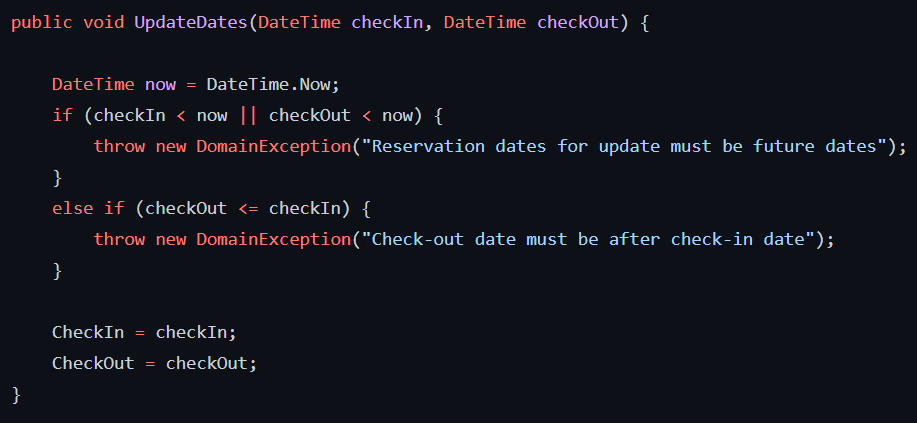 public void UpdateDates(DateTime checkIn, DateTime checkOut) {
DateTime now = DateTime.Now;
if (checkIn < now || checkOut < now) {
throw new DomainException("Reservation dates for update must be future dates");
}
else if (checkOut <= checkIn) {
throw new DomainException("Check-out date must be after check-in date");
}
CheckIn = checkIn;
CheckOut = checkOut;
}